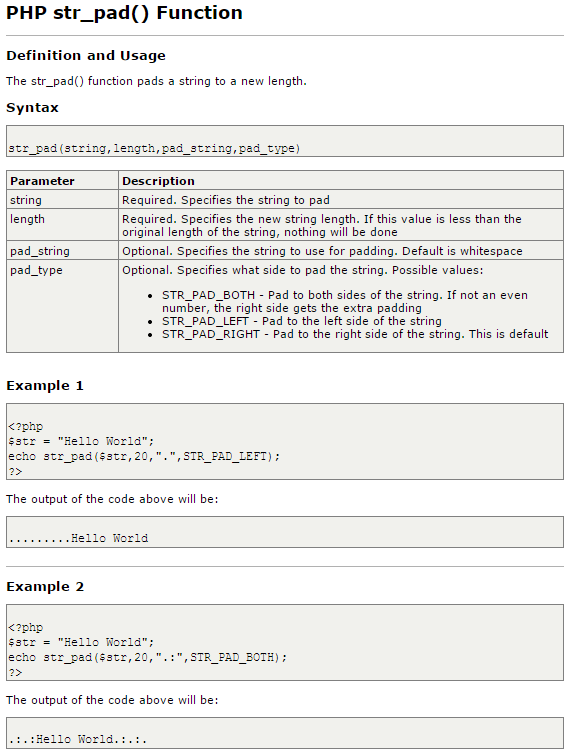 PHP str_pad() Function
Definition and Usage
The str_pad() function pads a string to a new length.
Syntax
str_pad(string,length,pad_string,pad_type)
Parameter Description
string Required. Specifies the string to pad
length Required. Specifies the new string length. If this value is less than the
original length of the string, nothing will be done
pad_string Optional. Specifies the string to use for padding. Default is whitespace
pad_type Optional. Specifies what side to pad the string. Possible values:
• STR_PAD_BOTH - Pad to both sides of the string. If not an even
number, the right side gets the extra padding
• STR_PAD_LEFT - Pad to the left side of the string
• STR_PAD_RIGHT - Pad to the right side of the string. This is default
Example 1
<?php
$str = "Hello World";
echo str_pad($str,20,".",STR_PAD_LEFT);
?>
The output of the code above will be:
.........Hello World
Example 2
<?php
$str = "Hello World";
echo str_pad($str,20,".:",STR_PAD_BOTH);
?>
The output of the code above will be:
.:.:Hello World.:.:.